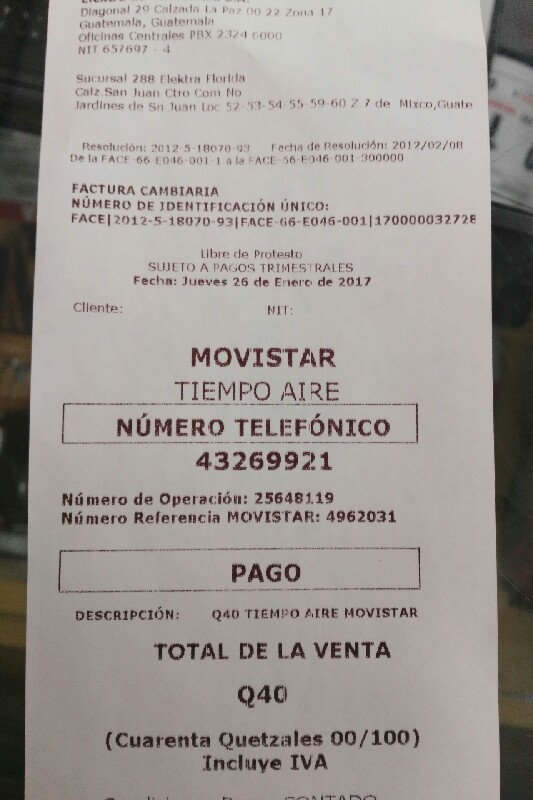 Diagonal 29 Calzada La Paz 00 22 Zona 17
Guatemala, Guatemala
Oficinas Centrales PBX 2324 6000
NIT 657697 - 4
Sucursal 288 Elektra Florida
Calz.San Juan Ctro Com No
Jardines de Sn Juan Loc 52-53-54-55-59-60 Z.7 de Mixco,Guate
Resolución: 2012-5-18070-93 Fecha de Resolución: 2012/02/08
De la FACE-66-E046-001-1 a la FACE-66-E046-001-300000
FACTURA CAMBIARIA
NÚMERO DE IDENTIFICACIÓN ÚNICO:
FACE|2012-5-18070-93|FACE-66-E046-001|170000032728
Libre de Protesto
SUJETO A PAGOS TRIMESTRALES
Fecha: Jueves 26 de Enero de 2017
Cliente: NIT:
MOVISTAR
TIEMPO AIRE
NÚMERO TELEFÓNICO
43269921
Número de Operación: 25648119
Número Referencia MOVISTAR: 4962031
PAGO
DESCRIPCIÓN: Q40 TIEMPO AIRE MOVISTAR
TOTAL DE LA VENTA
Q40
(Cuarenta Quetzales 00/100)
Incluye IVA